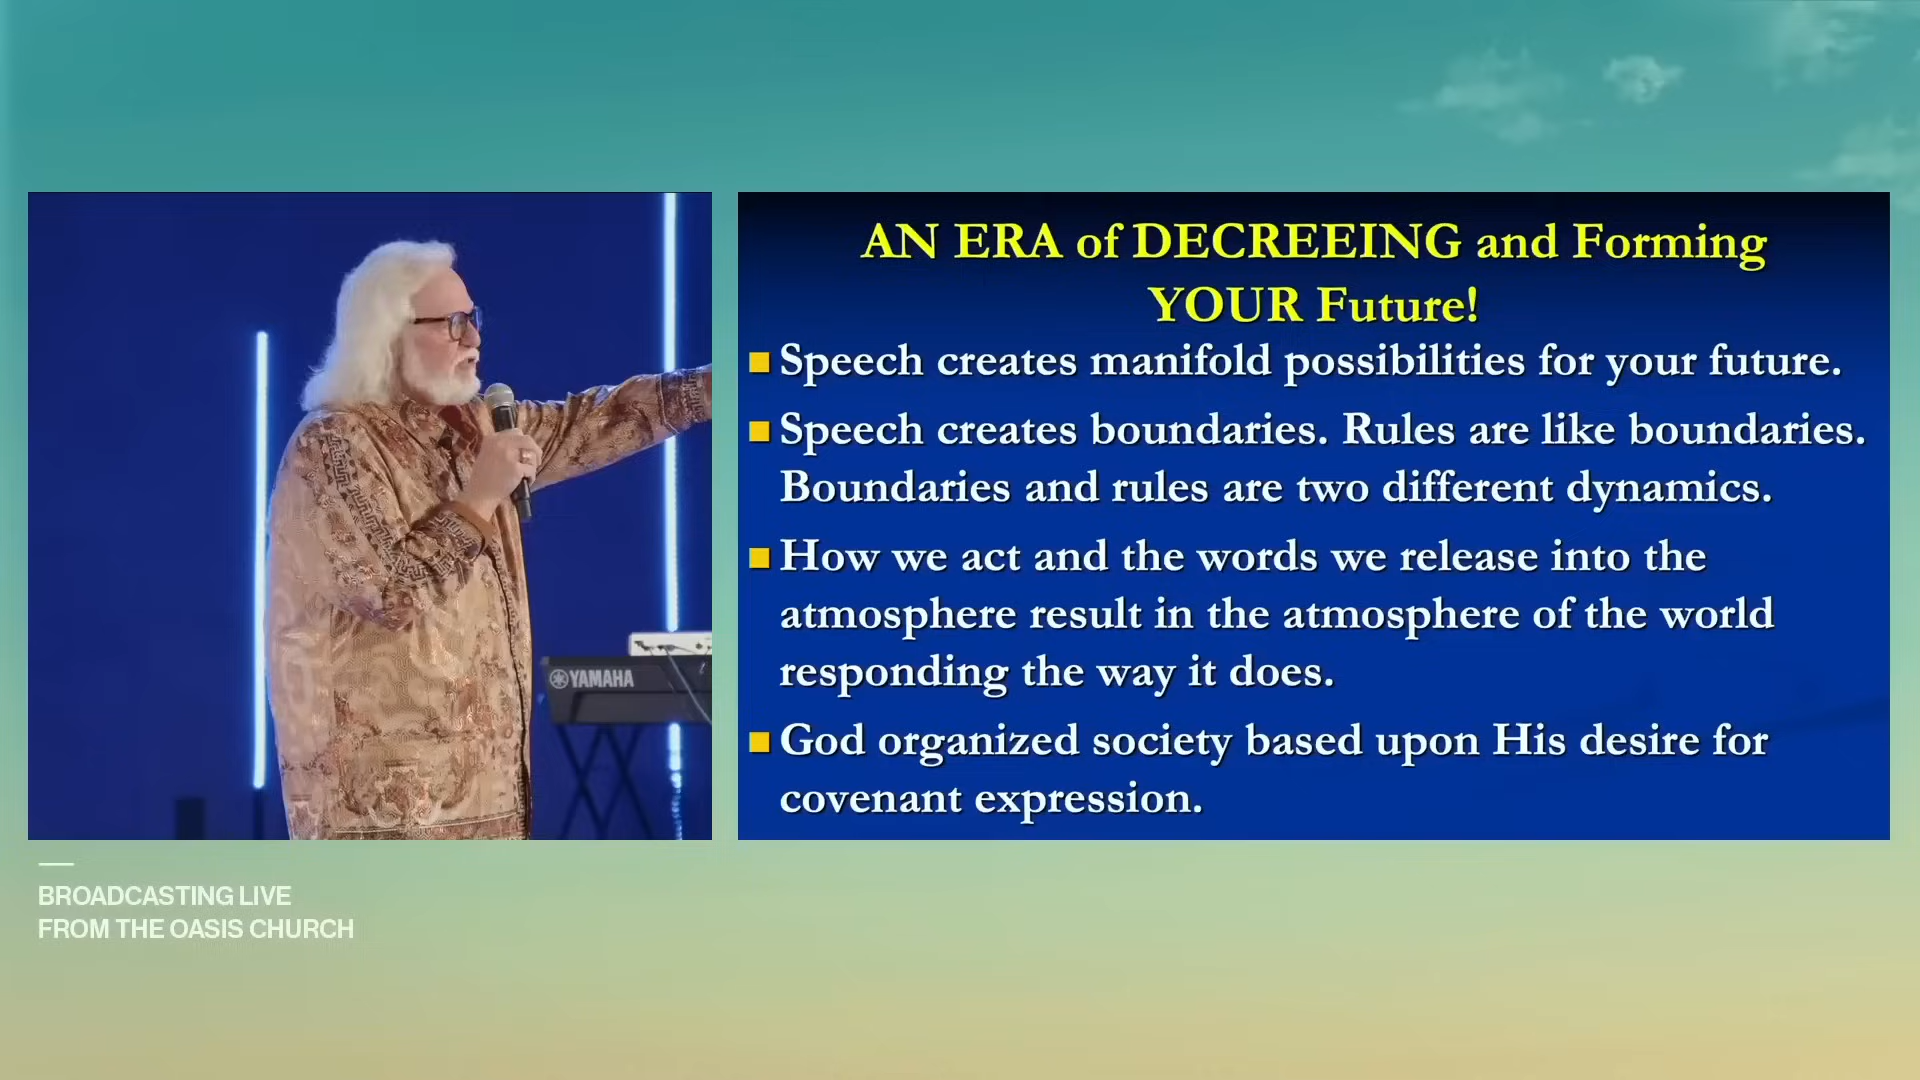 AN ERA of DECREEING and Forming
YOUR Future!
Speech creates manifold possibilities for your future.
Speech creates boundaries. Rules are like boundaries.
Boundaries and rules are two different dynamics.
How we act and the words we release into the
atmosphere result in the atmosphere of the world
responding the way it does.
God organized society based upon His desire for
covenant expression.
YAMAHA
BROADCASTING LIVE
FROM THE OASIS CHURCH